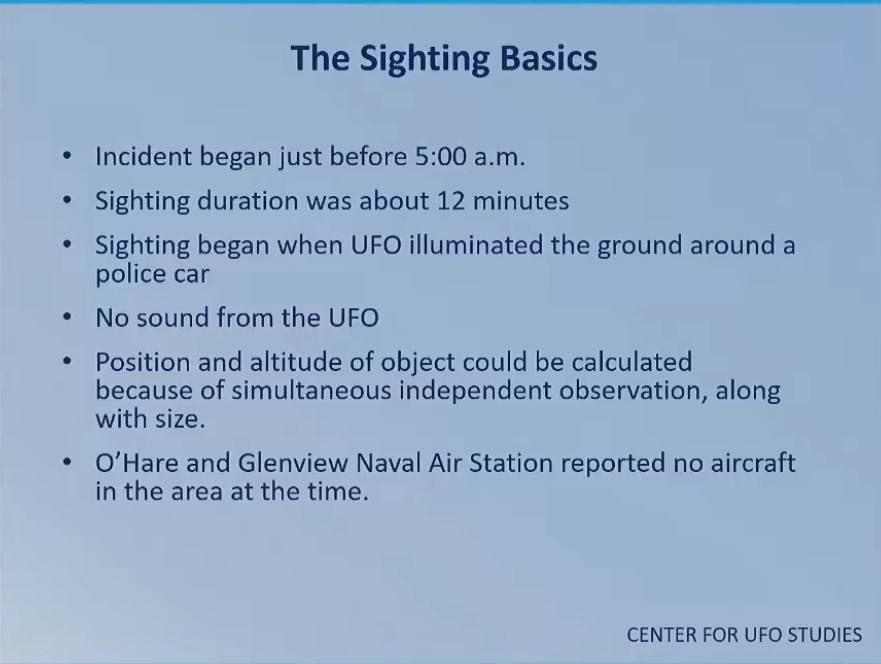 The Sighting Basics
• Incident began just before 5:00 a.m.
• Sighting duration was about 12 minutes
• Sighting began when UFO illuminated the ground around a
police car
• No sound from the UFO
• Position and altitude of object could be calculated
because of simultaneous independent observation, along
with size.
• O’Hare and Glenview Naval Air Station reported no aircraft
in the area at the time.
CENTER FOR UFO STUDIES